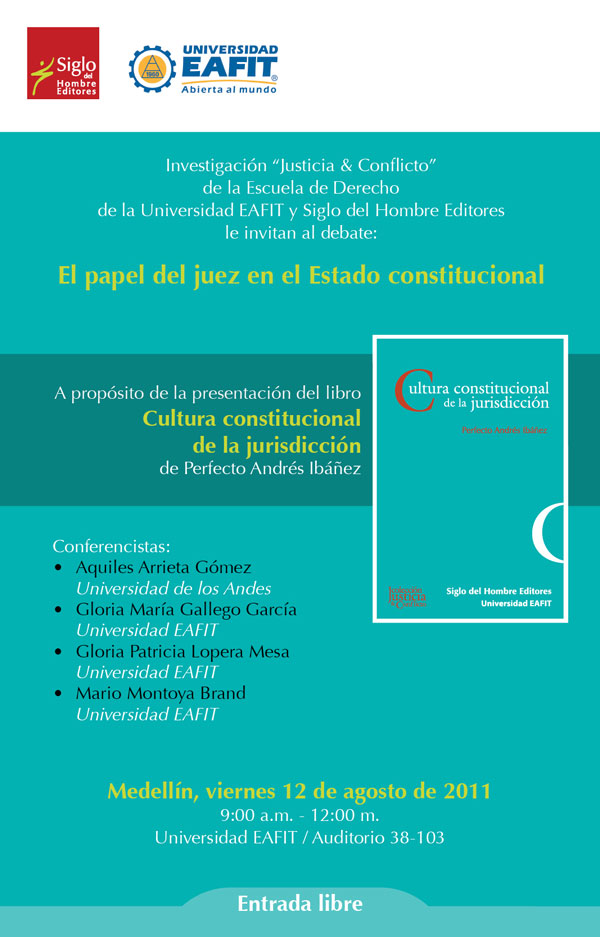 Siglo
del
Hombre
Editores
UNIVERSIDAD
EAFIT®
1960
Abierta al mundo
Investigación “Justicia & Conflicto”
de la Escuela de Derecho
de la Universidad EAFIT y Siglo del Hombre Editores
le invitan al debate:
El papel del juez en el Estado constitucional
A propósito de la presentación del libro
Cultura constitucional
de la jurisdicción
de Perfecto Andrés Ibáñez
Cultura constitucional
de la jurisdicción
Perfecto Andrés Ibáñez
Colección
Justicia
y Conflicto
Siglo del Hombre Editores
Universidad EAFIT
Conferencistas:
• Aquiles Arrieta Gómez
Universidad de los Andes
• Gloria María Gallego García
Universidad EAFIT
• Gloria Patricia Lopera Mesa
Universidad EAFIT
• Mario Montoya Brand
Universidad EAFIT
Medellín, viernes 12 de agosto de 2011
9:00 a.m. - 12:00 m.
Universidad EAFIT / Auditorio 38-103
Entrada libre